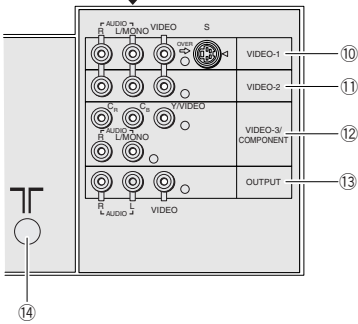 AUDIO
R L/MONO VIDEO S
OVER
VIDEO-1 ⑩
VIDEO-2 ⑪
CR CB Y/VIDEO
AUDIO
R L/MONO
VIDEO-3/
COMPONENT ⑫
OUTPUT ⑬
R L VIDEO
AUDIO
⑭